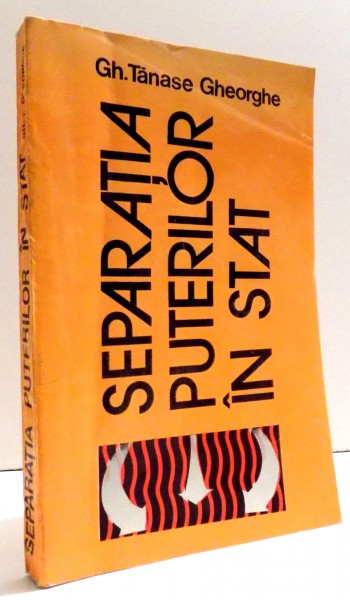 Gh.Tănase Gheorghe
SEPARAȚIA
PUTERILOR
ÎN STAT
SEPARAȚIA PUTERILOR ÎN STAT